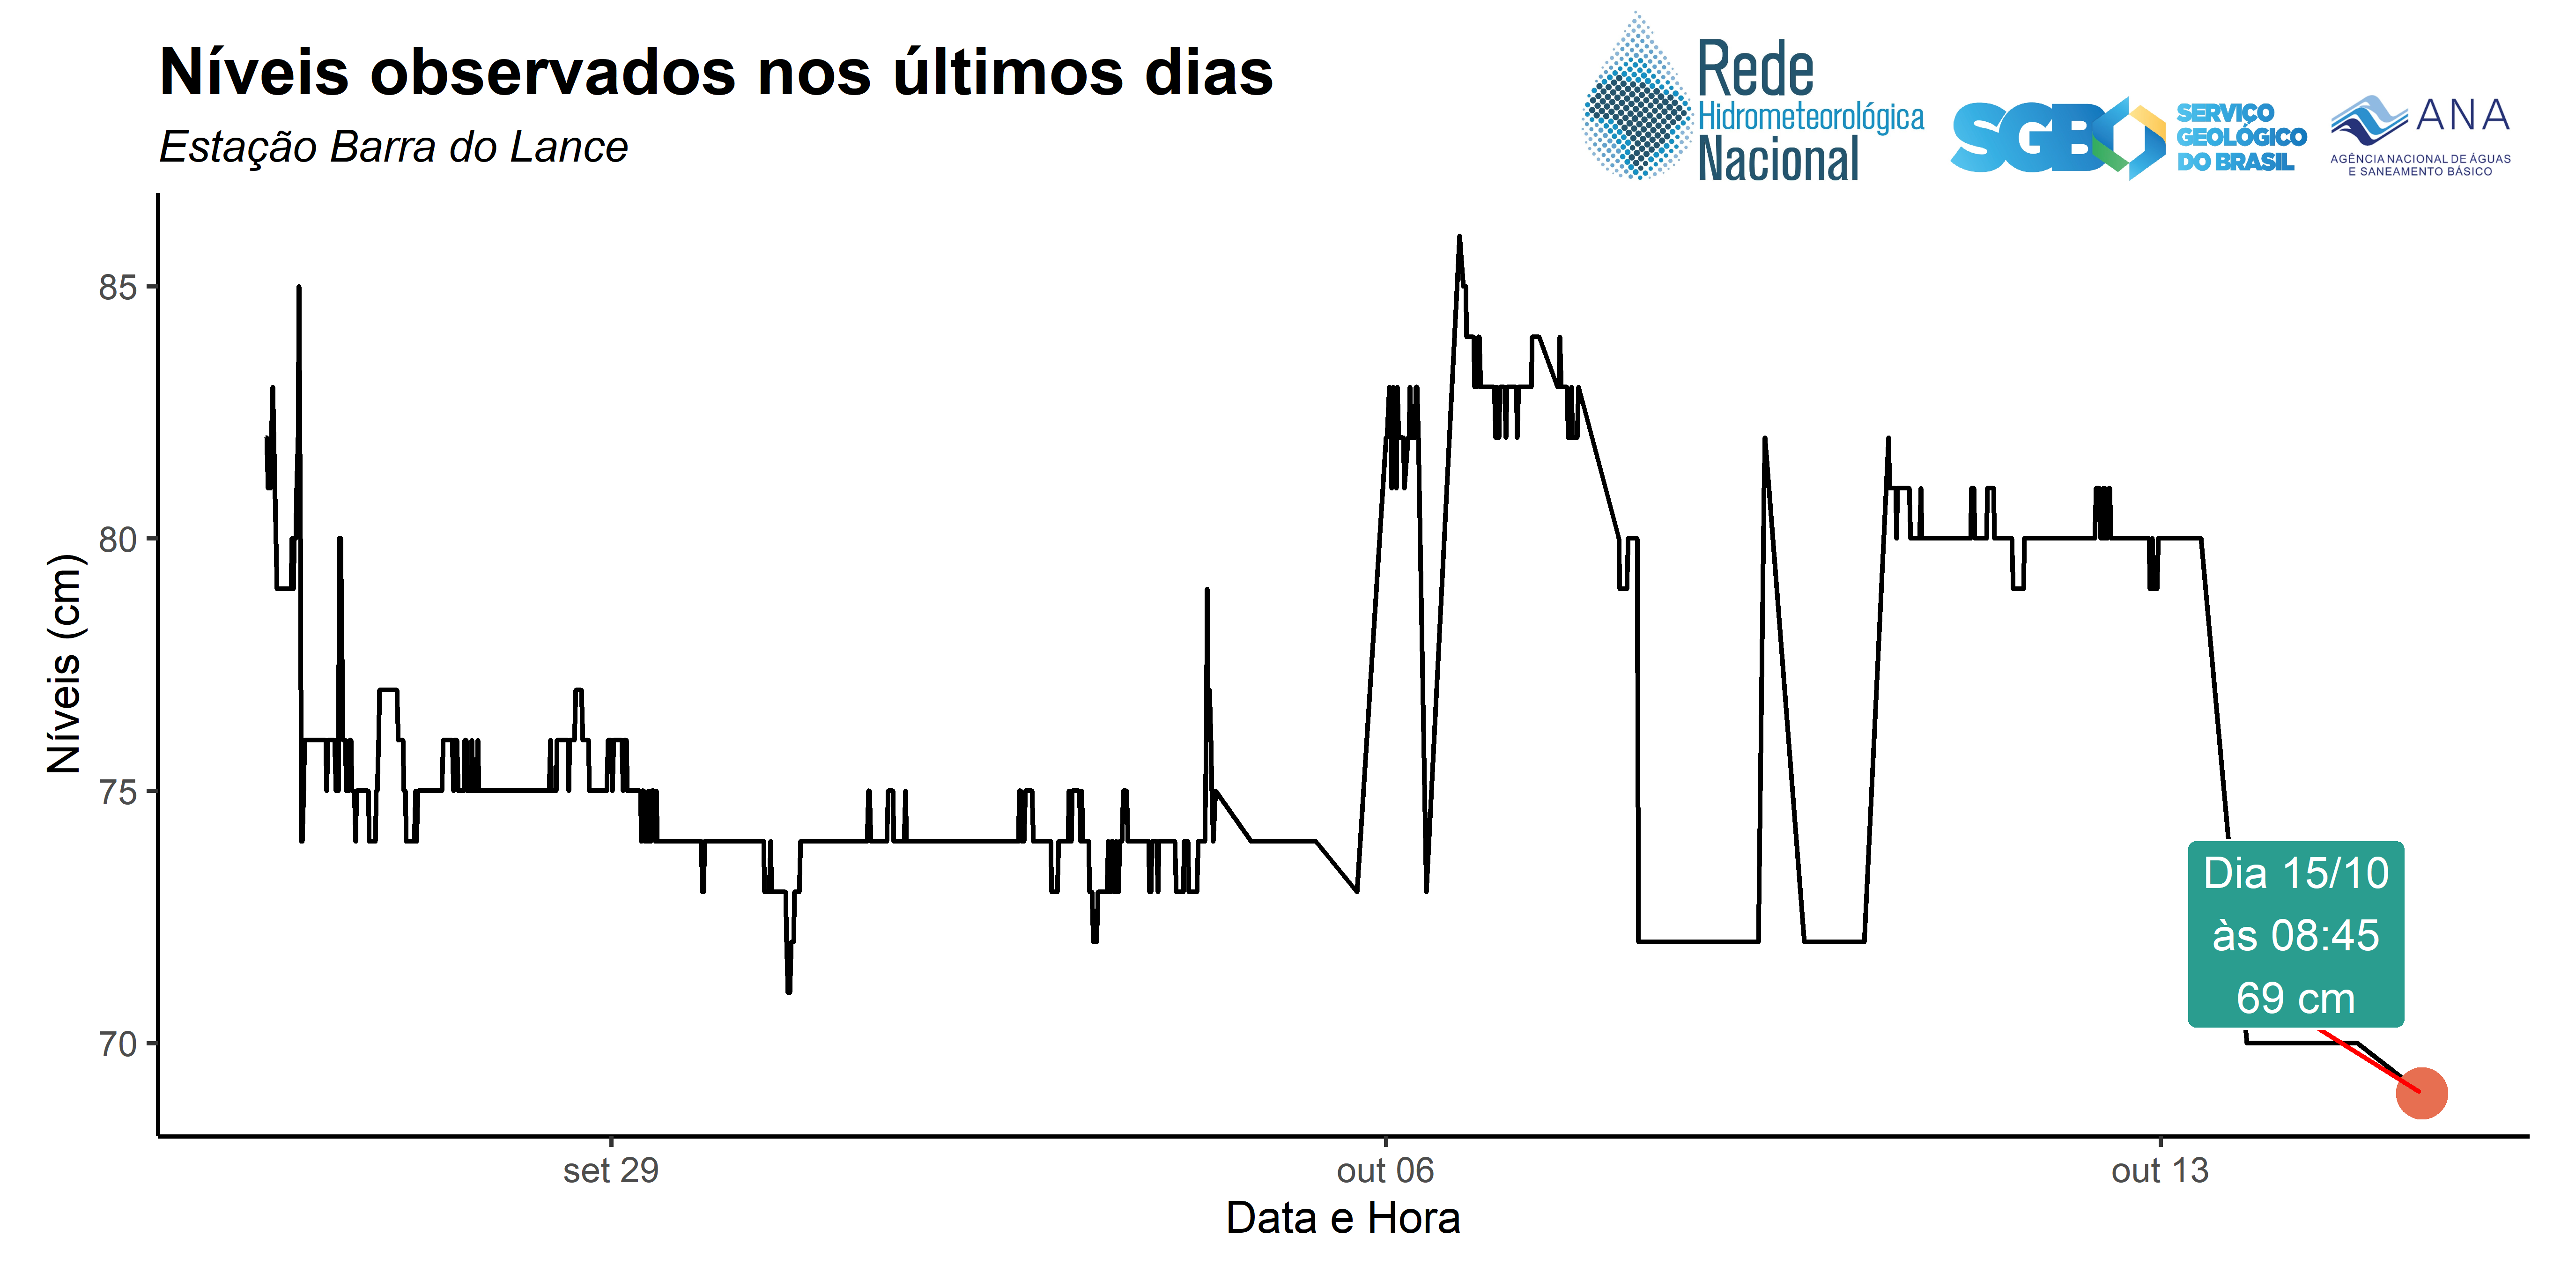 Níveis observados nos últimos dias
Estação Barra do Lance
Rede
Hidrometeorológica
Nacional
SGB
SERVIÇO
GEOLÓGICO
DO BRASIL
ANA
AGÊNCIA NACIONAL DE ÁGUAS
E SANEAMENTO BÁSICO
Níveis (cm)
85
80
75
70
Dia 15/10
às 08:45
69 cm
set 29
out 06
out 13
Data e Hora